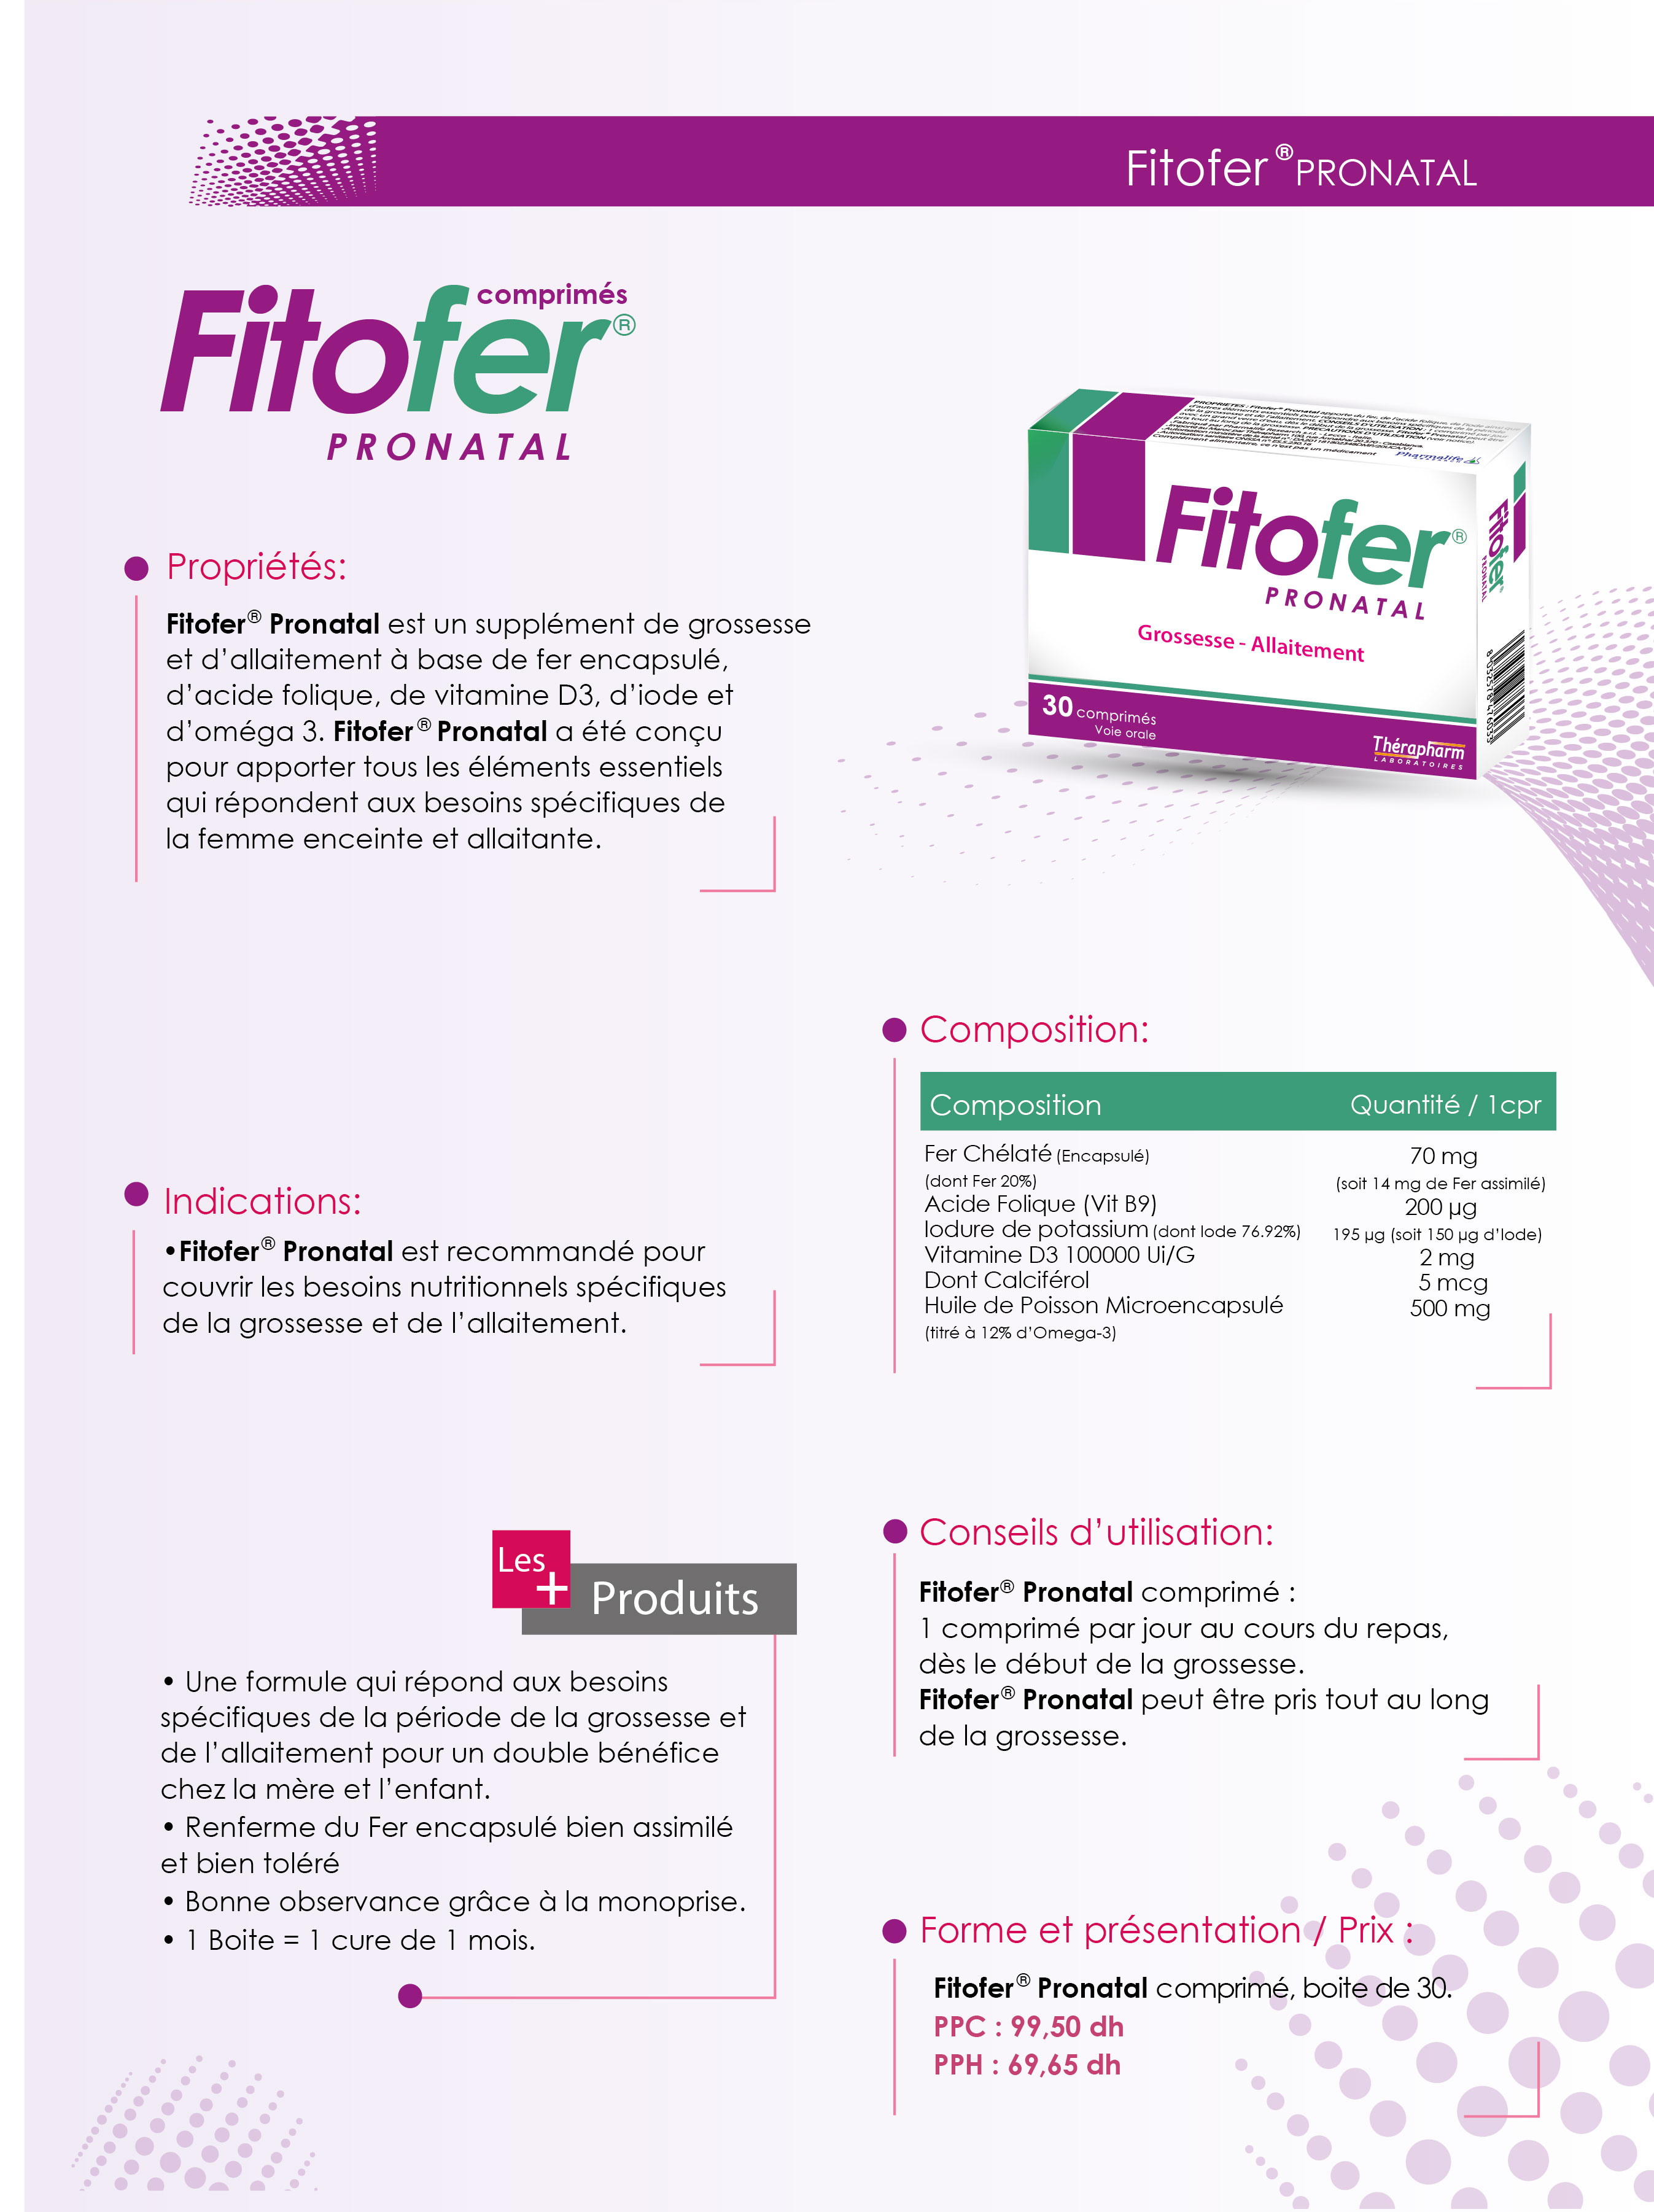 Fitofer® PRONATAL
comprimés
Fitofer®
PRONATAL
Propriétés:
Fitofer® Pronatal est un supplément de grossesse
et d’allaitement à base de fer encapsulé,
d’acide folique, de vitamine D3, d’iode et
d’oméga 3. Fitofer® Pronatal a été conçu
pour apporter tous les éléments essentiels
qui répondent aux besoins spécifiques de
la femme enceinte et allaitante.
Pharmalife
Fitofer®
PRONATAL
Grossesse - Allaitement
30 comprimés
Voie orale
Thérapharm
LABORATOIRES
Fitofer
PRONATAL
Indications:
•Fitofer® Pronatal est recommandé pour
couvrir les besoins nutritionnels spécifiques
de la grossesse et de l’allaitement.
Les + Produits
• Une formule qui répond aux besoins
spécifiques de la période de la grossesse et
de l’allaitement pour un double bénéfice
chez la mère et l’enfant.
• Renferme du Fer encapsulé bien assimilé
et bien toléré
• Bonne observance grâce à la monoprise.
• 1 Boite = 1 cure de 1 mois.
Composition:
Composition Quantité / 1cpr
Fer Chélaté (Encapsulé) 70 mg
(dont Fer 20%) (soit 14 mg de Fer assimilé)
Acide Folique (Vit B9) 200 µg
Iodure de potassium (dont Iode 76.92%) 195 µg (soit 150 µg d’Iode)
Vitamine D3 100000 Ui/G 2 mg
Dont Calciférol 5 mcg
Huile de Poisson Microencapsulé 500 mg
(titré à 12% d’Omega-3)
Conseils d’utilisation:
Fitofer® Pronatal comprimé :
1 comprimé par jour au cours du repas,
dès le début de la grossesse.
Fitofer® Pronatal peut être pris tout au long
de la grossesse.
Forme et présentation / Prix :
Fitofer® Pronatal comprimé, boite de 30.
PPC : 99,50 dh
PPH : 69,65 dh